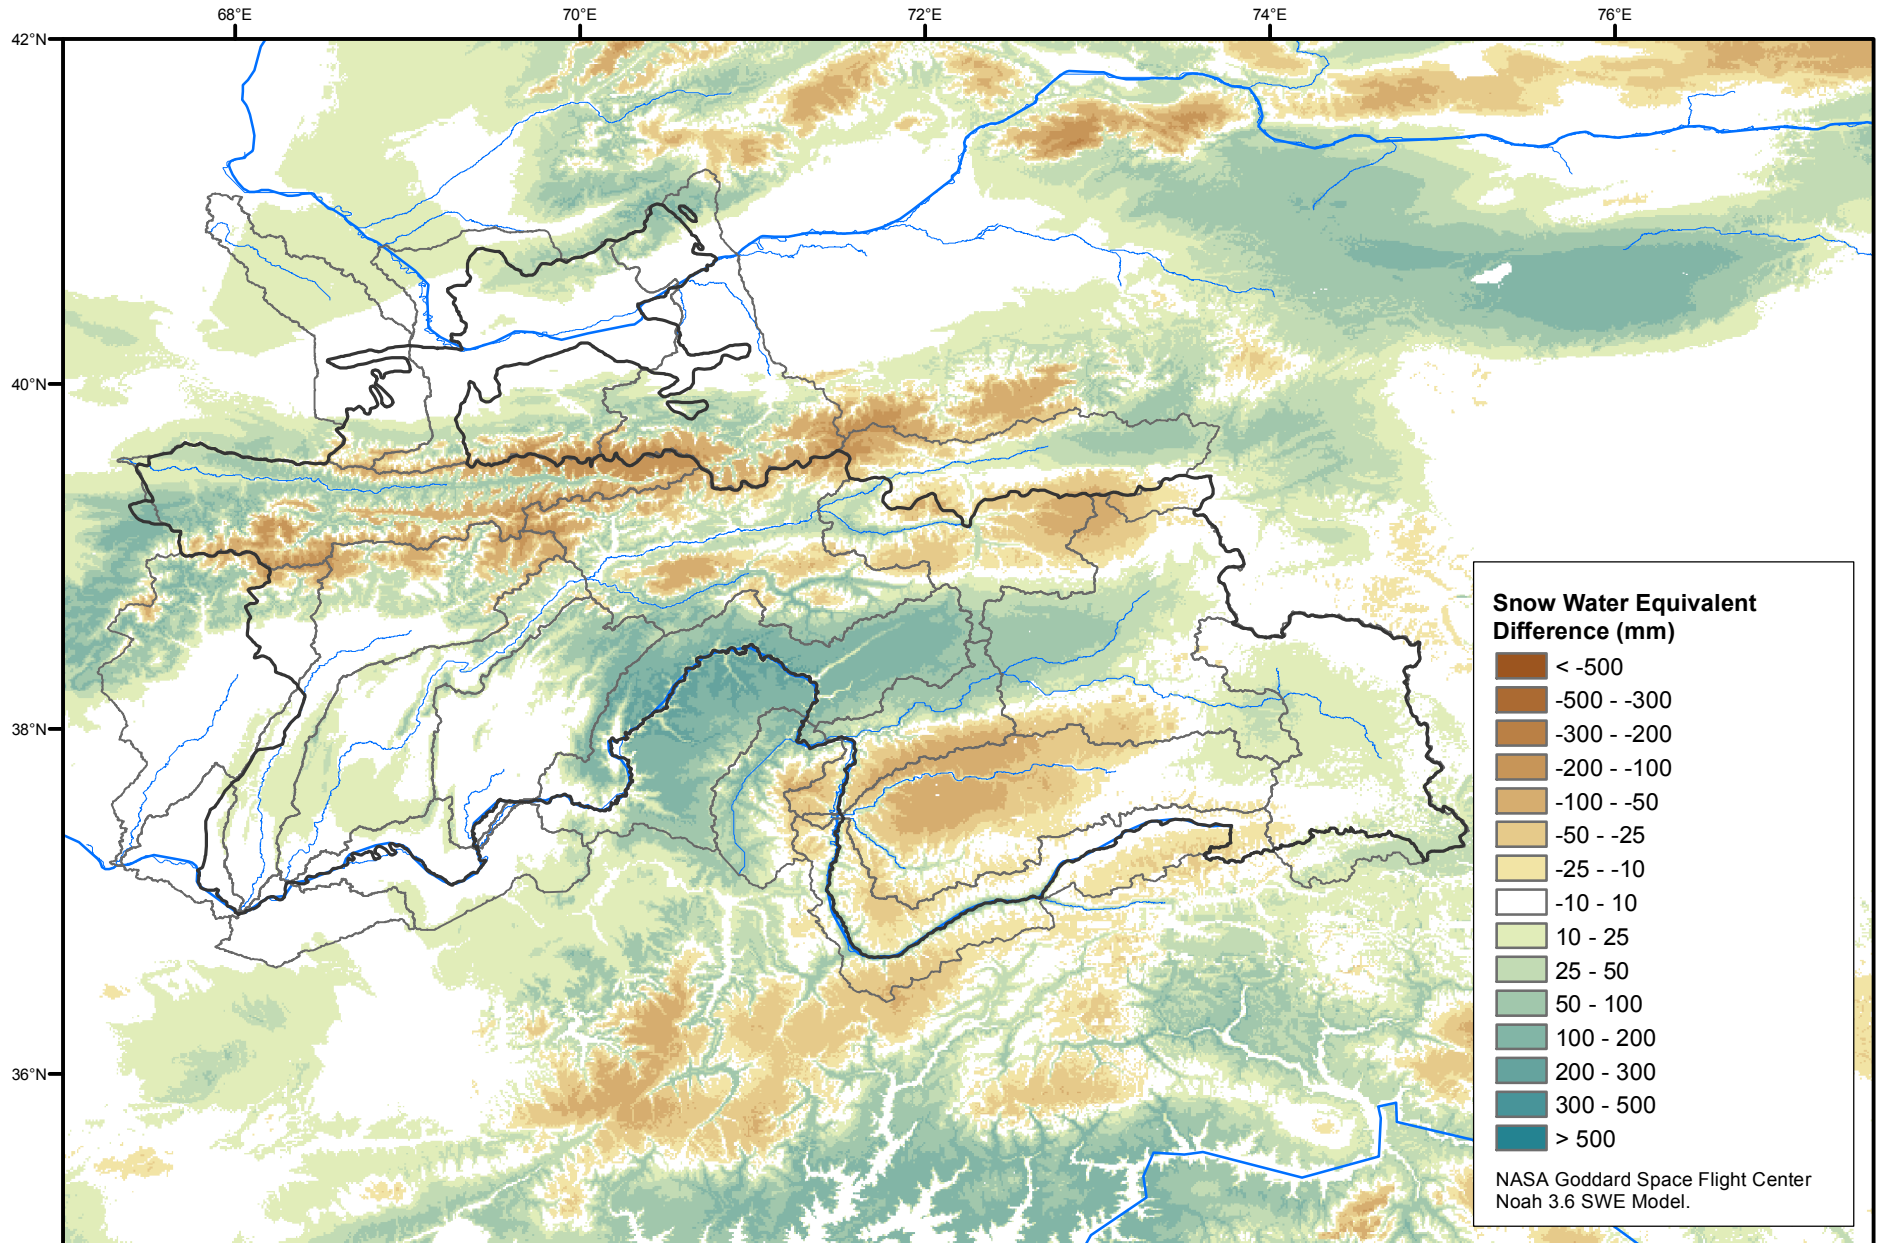 68°E 70°E 72°E 74°E 76°E
42°N
40°N
38°N
36°N
Snow Water Equivalent
Difference (mm)
< -500
-500 - -300
-300 - -200
-200 - -100
-100 - -50
-50 - -25
-25 - -10
-10 - 10
10 - 25
25 - 50
50 - 100
100 - 200
200 - 300
300 - 500
> 500
NASA Goddard Space Flight Center
Noah 3.6 SWE Model.